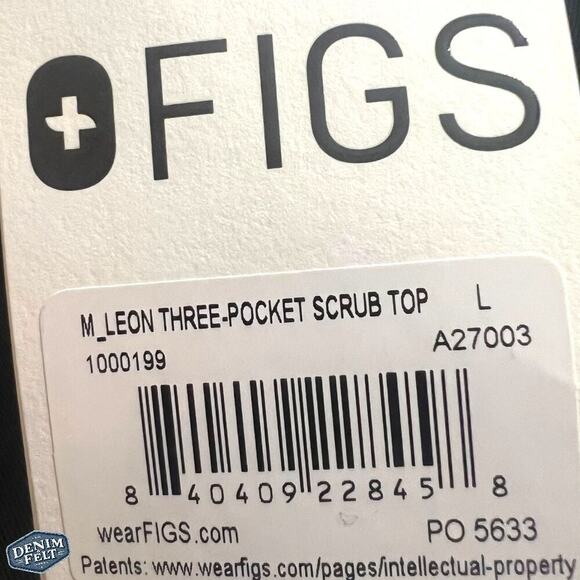 FIGS
M_LEON THREE-POCKET SCRUB TOP L
1000199 A27003
8 40409 22845 8
wearFIGS.com PO 5633
Patents: www.wearfigs.com/pages/intellectual-property
DENIM
FELT